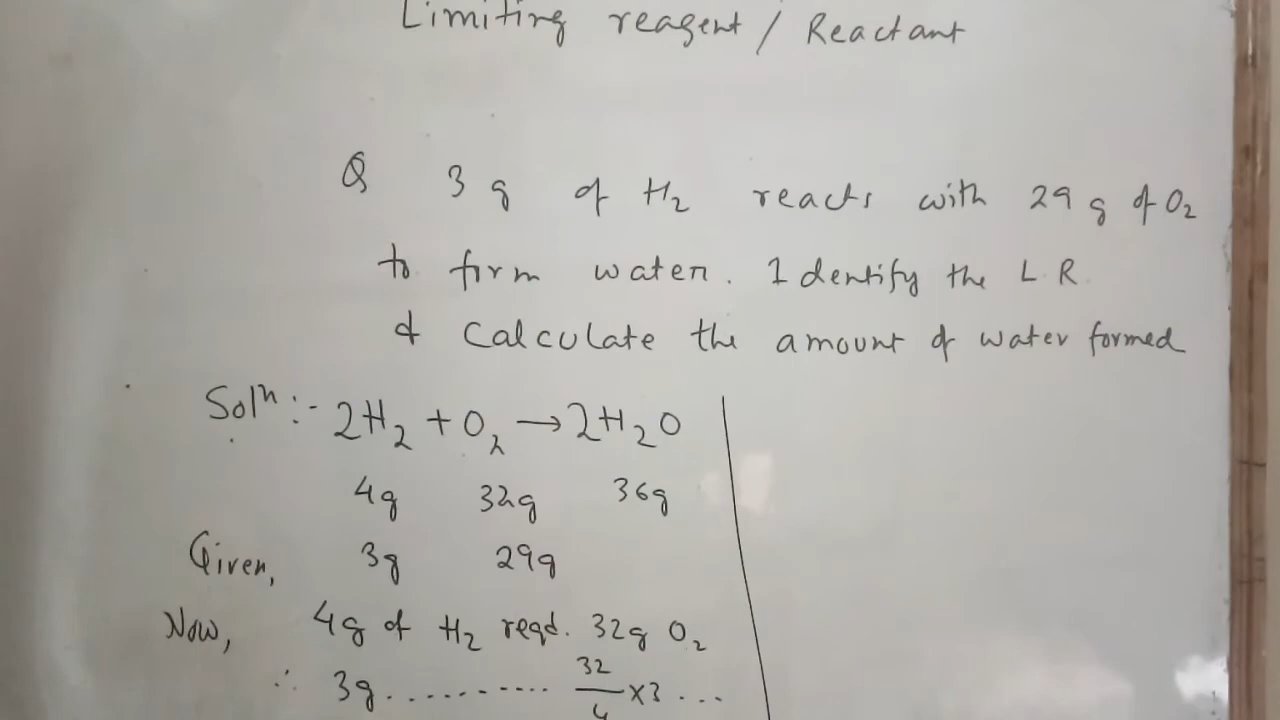 Limiting reagent / Reactant
Q 3 g of H₂ reacts with 29 g of O₂
to form water. Identify the L R
& Calculate the amount of water formed
Solⁿ :- 2H₂ + O₂ → 2H₂O
4g 32g 36g
Given, 3g 29g
Now, 4g of H₂ reqd. 32g O₂
∴ 3g .......... 32/4 ×3 ...